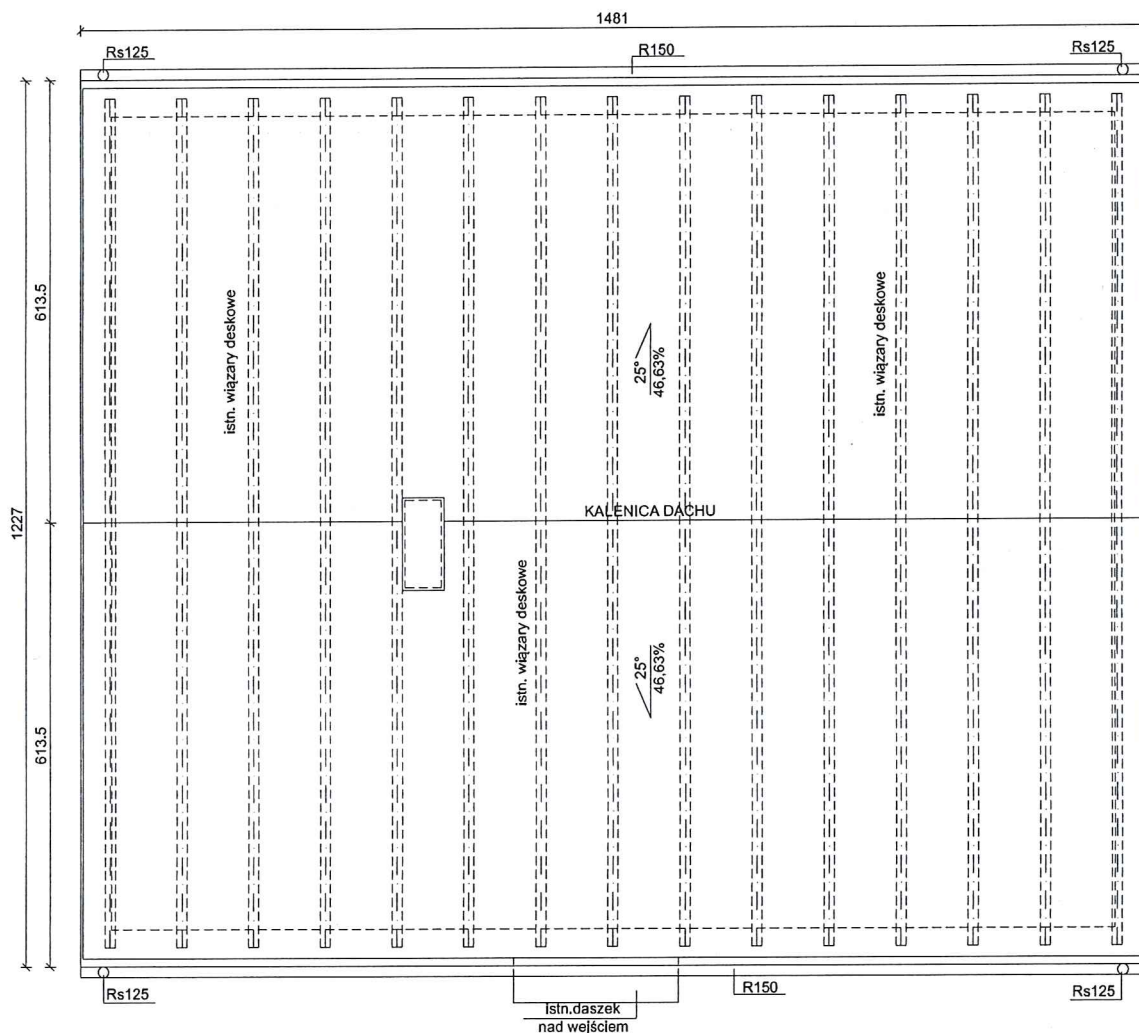 1481
Rs125
R150
Rs125
613.5
istn. wiązary deskowe
istn. wiązary deskowe
25°
46,63%
1227
KALENICA DACHU
istn. wiązary deskowe
25°
46,63%
613.5
Rs125
R150
Rs125
istn.daszek
nad wejściem